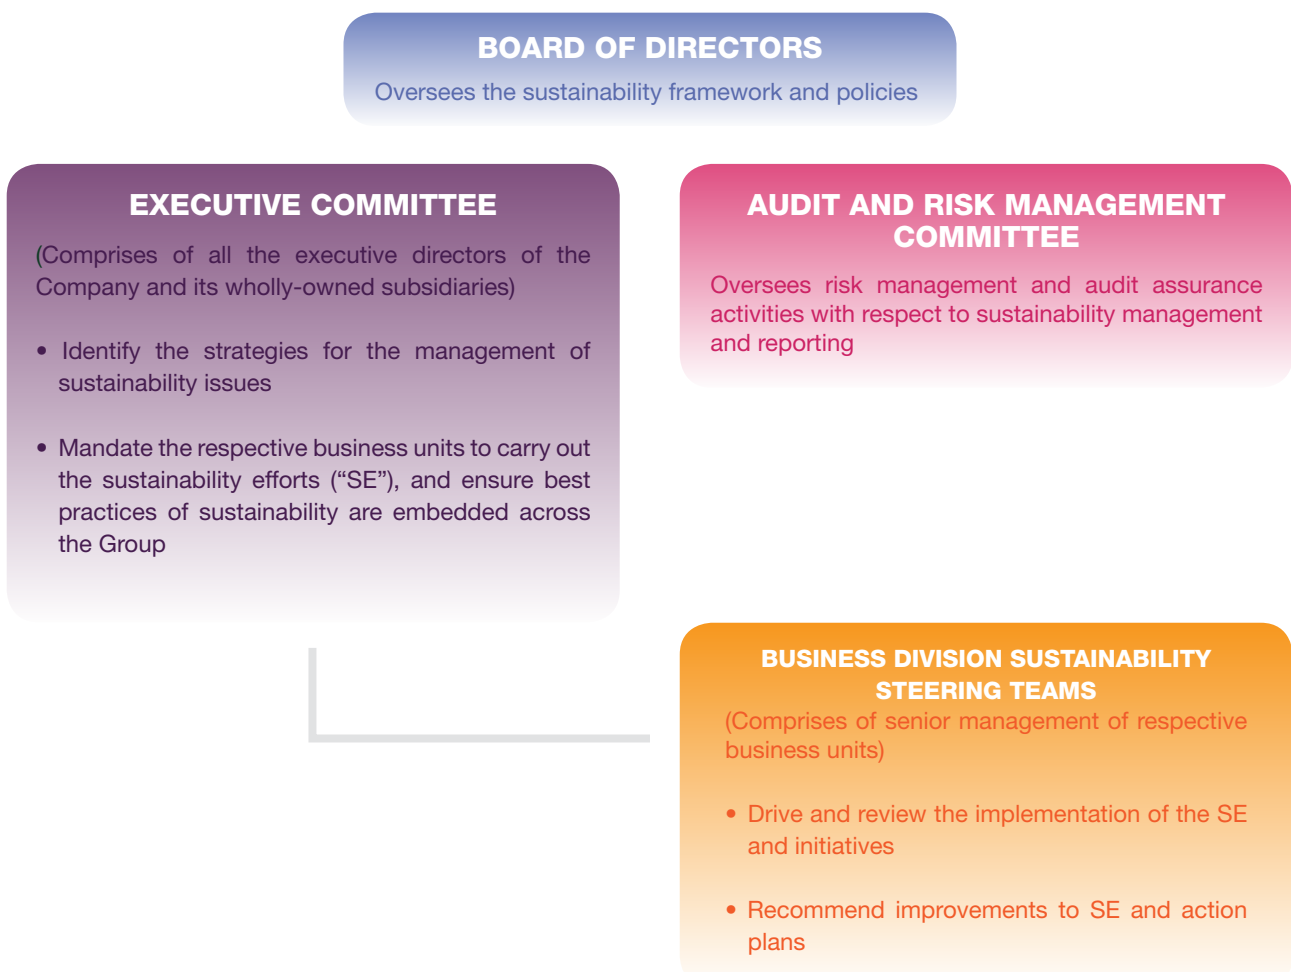 BOARD OF DIRECTORS
Oversees the sustainability framework and policies
EXECUTIVE COMMITTEE
(Comprises of all the executive directors of the
Company and its wholly-owned subsidiaries)
• Identify the strategies for the management of
sustainability issues
• Mandate the respective business units to carry out
the sustainability efforts (“SE”), and ensure best
practices of sustainability are embedded across
the Group
AUDIT AND RISK MANAGEMENT
COMMITTEE
Oversees risk management and audit assurance
activities with respect to sustainability management
and reporting
BUSINESS DIVISION SUSTAINABILITY
STEERING TEAMS
(Comprises of senior management of respective
business units)
• Drive and review the implementation of the SE
and initiatives
• Recommend improvements to SE and action
plans